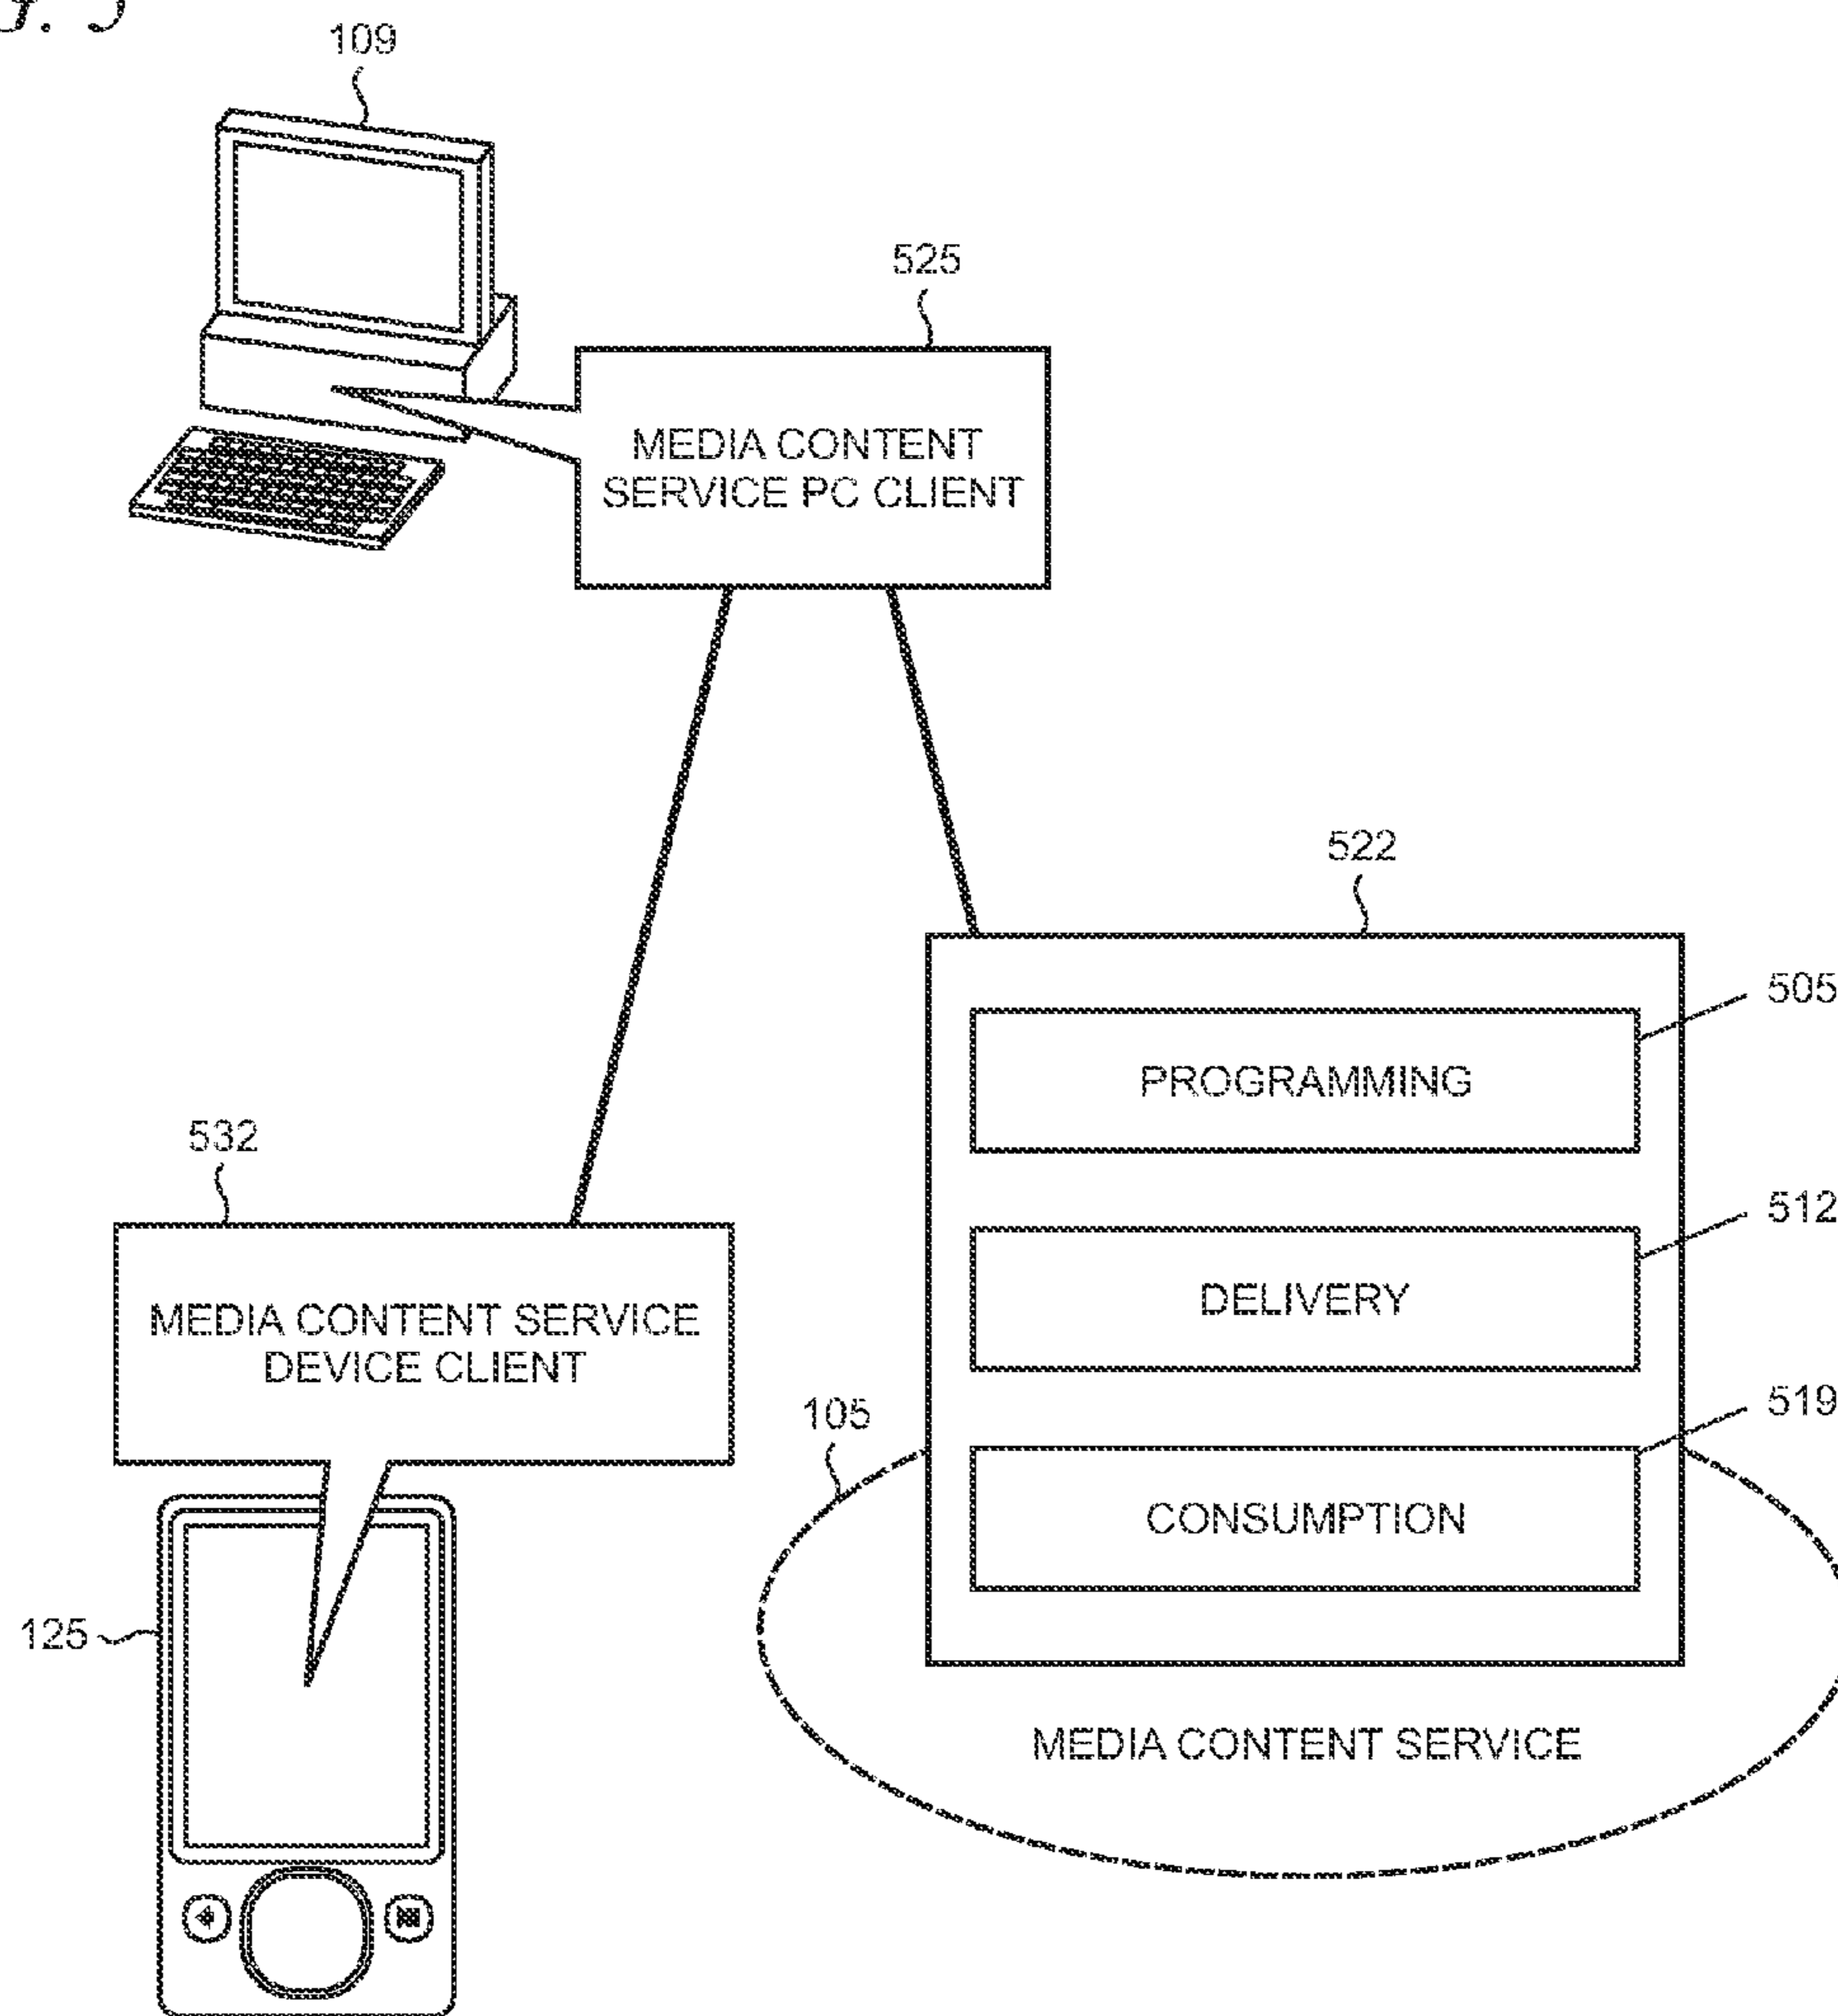 109
525
MEDIA CONTENT
SERVICE PC CLIENT
522
505
PROGRAMMING
532
512
MEDIA CONTENT SERVICE
DEVICE CLIENT
DELIVERY
105
519
CONSUMPTION
125
MEDIA CONTENT SERVICE